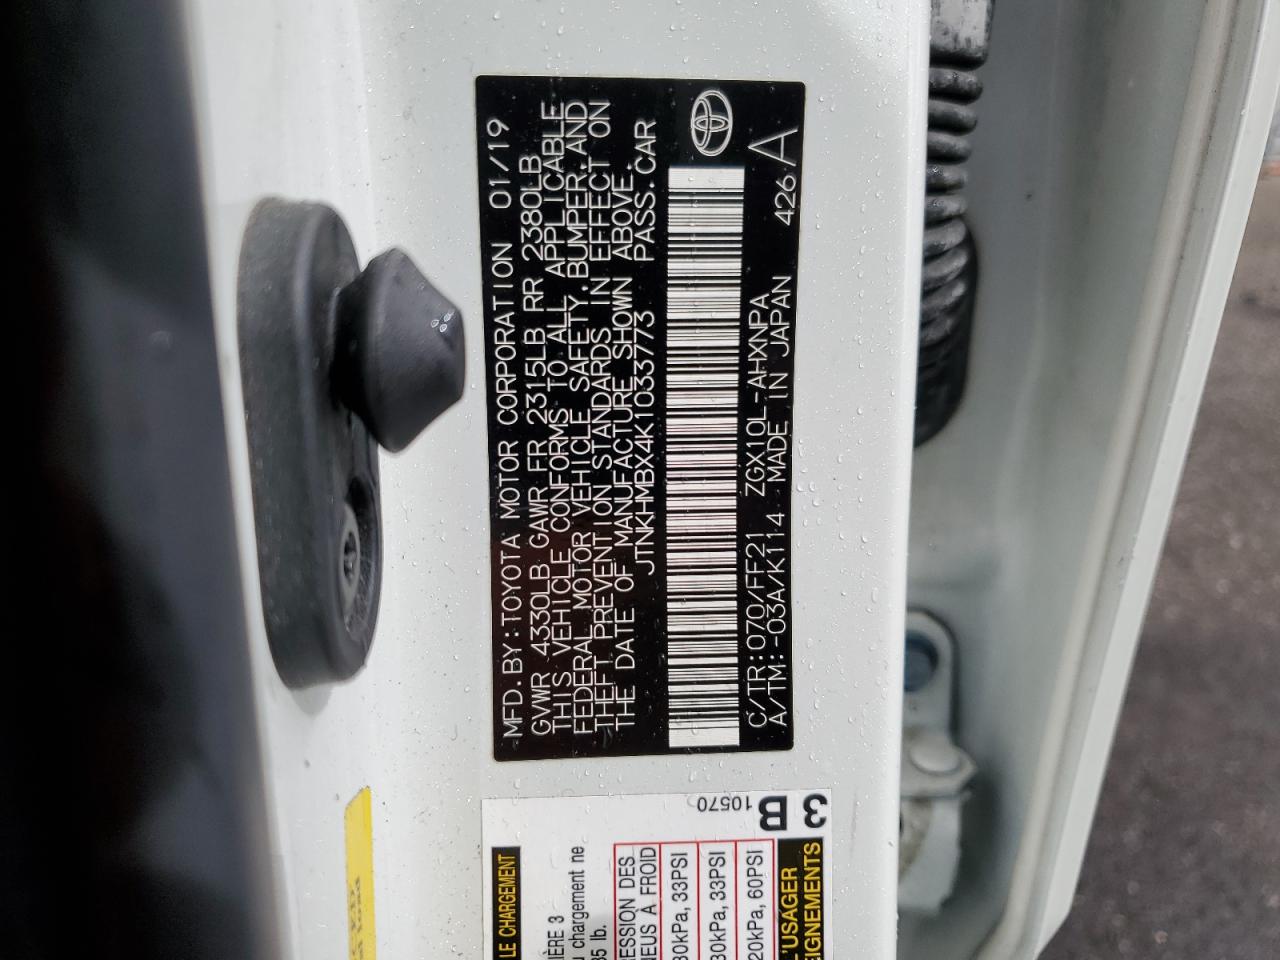 MFD.BY:TOYOTA MOTOR CORPORATION 01/19
GVWR 4330LB GAWR FR 2315LB RR 2380LB
THIS VEHICLE CONFORMS TO ALL APPLICABLE
FEDERAL MOTOR VEHICLE SAFETY.BUMPER.AND
THEFT PREVENTION STANDARDS IN EFFECT ON
THE DATE OF MANUFACTURE SHOWN ABOVE.
JTNKHMBX4K1033773 PASS.CAR
C/TR:070/FF21 ZGX10L-AHXNPA
A/TM:-03A/K114 MADE IN JAPAN 426 A
3
B
10570
LE CHARGEMENT
IÈRE 3
u chargement ne
85 lb.
RESSION DES
NEUS À FROID
30kPa, 33PSI
30kPa, 33PSI
20kPa, 60PSI
L'USAGER
EIGNEMENTS